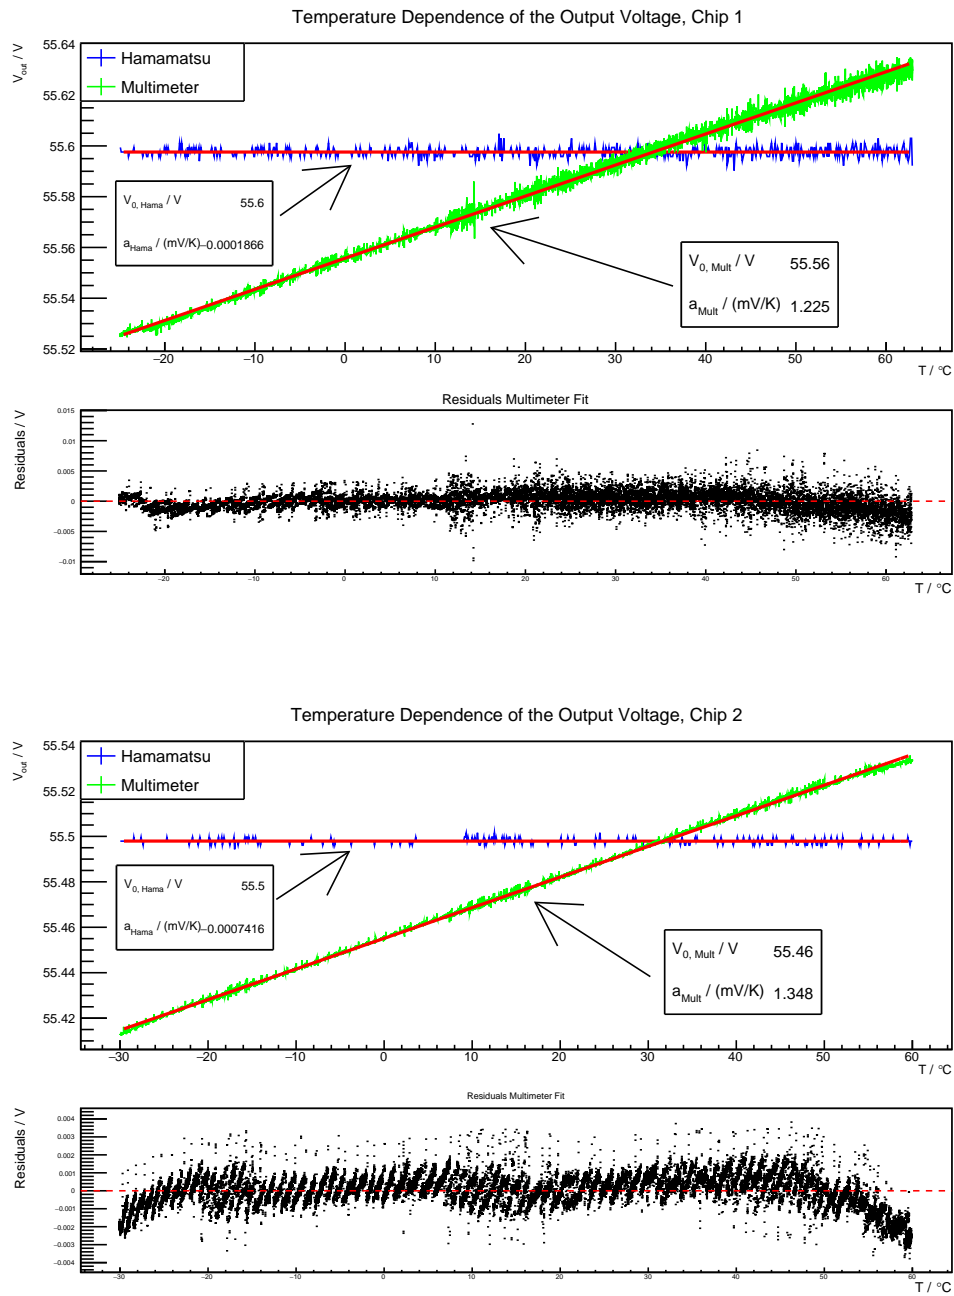 Temperature Dependence of the Output Voltage, Chip 1
V_out / V
55.64
55.62
55.6
55.58
55.56
55.54
55.52
Hamamatsu
Multimeter
V_0, Hama / V 55.6
a_Hama / (mV/K) −0.0001866
V_0, Mult / V 55.56
a_Mult / (mV/K) 1.225
−20 −10 0 10 20 30 40 50 60
T / °C
Residuals Multimeter Fit
Residuals / V
0.015
0.01
0.005
0
−0.005
−0.01
−20 −10 0 10 20 30 40 50 60
T / °C
Temperature Dependence of the Output Voltage, Chip 2
V_out / V
55.54
55.52
55.5
55.48
55.46
55.44
55.42
Hamamatsu
Multimeter
V_0, Hama / V 55.5
a_Hama / (mV/K) −0.0007416
V_0, Mult / V 55.46
a_Mult / (mV/K) 1.348
−30 −20 −10 0 10 20 30 40 50 60
T / °C
Residuals Multimeter Fit
Residuals / V
0.004
0.003
0.002
0.001
0
−0.001
−0.002
−0.003
−0.004
−30 −20 −10 0 10 20 30 40 50 60
T / °C